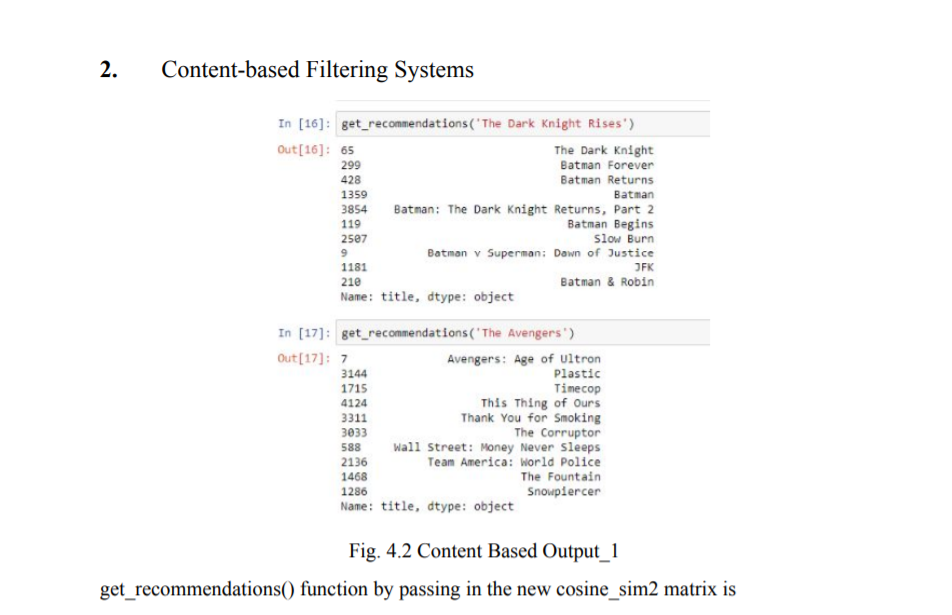 2. Content-based Filtering Systems
In [16]: get_recommendations('The Dark Knight Rises')
Out[16]: 65 The Dark Knight
299 Batman Forever
428 Batman Returns
1359 Batman
3854 Batman: The Dark Knight Returns, Part 2
119 Batman Begins
2507 Slow Burn
9 Batman v Superman: Dawn of Justice
1181 JFK
210 Batman & Robin
Name: title, dtype: object
In [17]: get_recommendations('The Avengers')
Out[17]: 7 Avengers: Age of Ultron
3144 Plastic
1715 Timecop
4124 This Thing of Ours
3311 Thank You for Smoking
3033 The Corruptor
588 Wall Street: Money Never Sleeps
2136 Team America: World Police
1468 The Fountain
1286 Snowpiercer
Name: title, dtype: object
Fig. 4.2 Content Based Output_1
get_recommendations() function by passing in the new cosine_sim2 matrix is